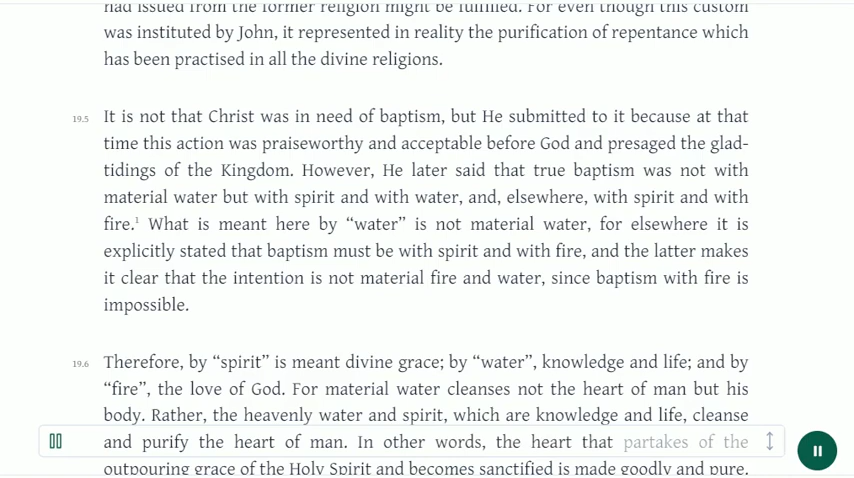 had issued from the former religion might be fulfilled. For even though this custom
was instituted by John, it represented in reality the purification of repentance which
has been practised in all the divine religions.
19.5 It is not that Christ was in need of baptism, but He submitted to it because at that
time this action was praiseworthy and acceptable before God and presaged the glad-
tidings of the Kingdom. However, He later said that true baptism was not with
material water but with spirit and with water, and, elsewhere, with spirit and with
fire.¹ What is meant here by “water” is not material water, for elsewhere it is
explicitly stated that baptism must be with spirit and with fire, and the latter makes
it clear that the intention is not material fire and water, since baptism with fire is
impossible.
19.6 Therefore, by “spirit” is meant divine grace; by “water”, knowledge and life; and by
“fire”, the love of God. For material water cleanses not the heart of man but his
body. Rather, the heavenly water and spirit, which are knowledge and life, cleanse
and purify the heart of man. In other words, the heart that partakes of the
outpouring grace of the Holy Spirit and becomes sanctified is made goodly and pure.